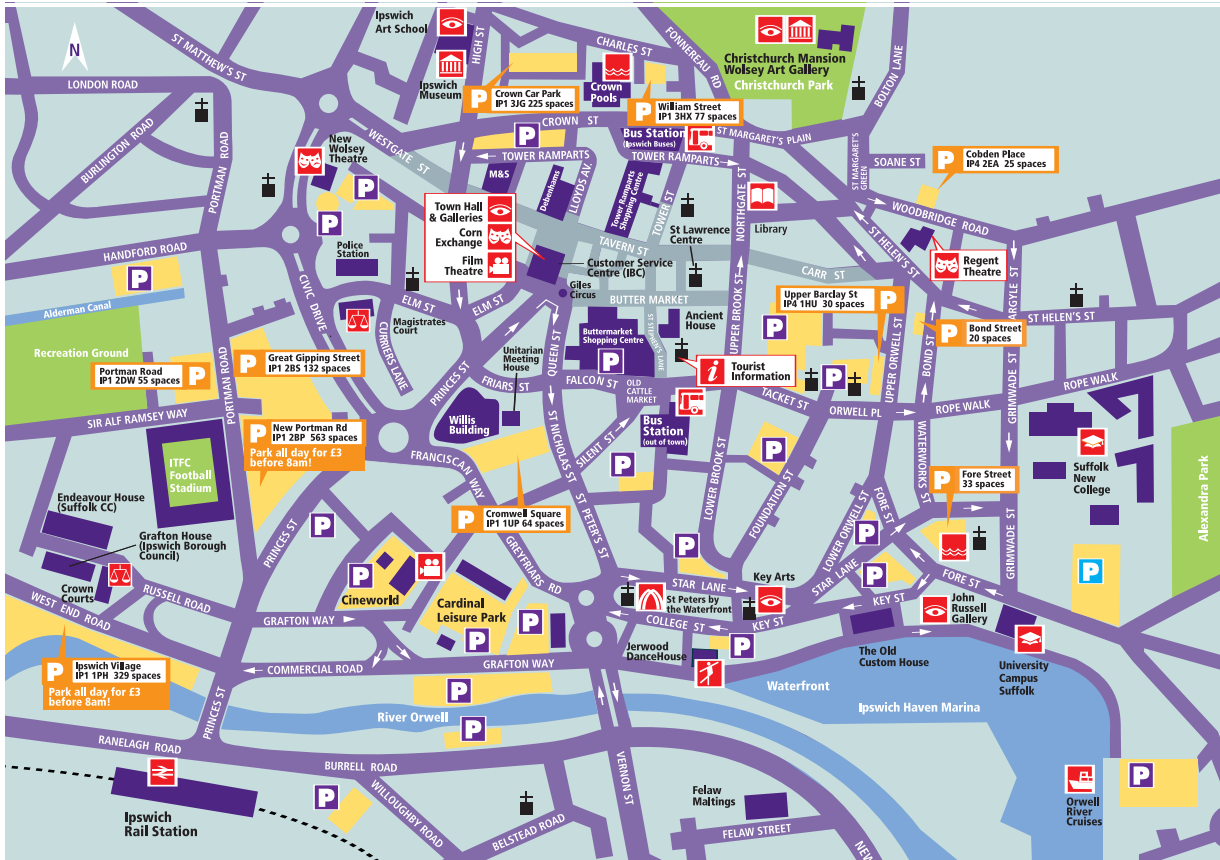 N
ST MATTHEW'S ST
LONDON ROAD
BURLINGTON ROAD
PORTMAN ROAD
HANDFORD ROAD
Ipswich
Art School
HIGH ST
Ipswich
Museum
CHARLES ST
FONNEREAU RD
P Crown Car Park
IP1 3JG 225 spaces
Crown
Pools
P William Street
IP1 3HX 77 spaces
Christchurch Mansion
Wolsey Art Gallery
Christchurch Park
BOLTON LANE
CROWN ST
P
Bus Station
(Ipswich Buses)
ST MARGARET'S PLAIN
TOWER RAMPARTS
TOWER RAMPARTS
WESTGATE ST
New
Wolsey
Theatre
P
P
M&S
Debenhams
LLOYDS AV.
Tower Ramparts
Shopping Centre
TOWER ST
NORTHGATE ST
ST MARGARET'S
GREEN
SOANE ST
P Cobden Place
IP4 2EA 25 spaces
WOODBRIDGE ROAD
Town Hall
& Galleries
Corn
Exchange
Film
Theatre
TAVERN ST
St Lawrence
Centre
Library
ST HELEN'S ST
Regent
Theatre
Police
Station
Customer Service
Centre (IBC)
CARR ST
ARGYLE ST
Giles
Circus
BUTTER MARKET
Upper Barclay St
IP4 1HU 30 spaces
P
ST HELEN'S ST
P
Alderman Canal
CIVIC DRIVE
ELM ST
ELM ST
Magistrates
Court
CURRIERS LANE
Ancient
House
ST STEPHEN'S LANE
UPPER BROOK ST
P
UPPER ORWELL ST
BOND ST
P Bond Street
20 spaces
Recreation Ground
Portman Road
IP1 2DW 55 spaces
P
P Great Gipping Street
IP1 2BS 132 spaces
PORTMAN ROAD
Unitarian
Meeting
House
QUEEN ST
Buttermarket
Shopping Centre
P
i Tourist
Information
PRINCES ST
FRIARS ST
FALCON ST
OLD
CATTLE
MARKET
TACKET ST
P
ORWELL PL
ROPE WALK
ROPE WALK
GRIMWADE ST
SIR ALF RAMSEY WAY
P New Portman Rd
IP1 2BP 563 spaces
Park all day for £3
before 8am!
Willis
Building
Bus
Station
(out of town)
ITFC
Football
Stadium
FRANCISCAN WAY
ST NICHOLAS ST
SILENT ST
P
P
WATERWORKS ST
Suffolk
New
College
Alexandra Park
Endeavour House
(Suffolk CC)
P Fore Street
33 spaces
LOWER BROOK ST
FOUNDATION ST
FORE ST
Grafton House
(Ipswich Borough
Council)
PRINCES ST
P
P Cromwell Square
IP1 1UP 64 spaces
ST PETER'S ST
LOWER ORWELL ST
P
GRIMWADE ST
Crown
Courts
RUSSELL ROAD
P
Cineworld
GREYFRIARS RD
P
STAR LANE
Key Arts
STAR LANE
P
FORE ST
P
WEST END ROAD
GRAFTON WAY
Cardinal
Leisure Park
P
P
St Peters by
the Waterfront
COLLEGE ST
KEY ST
KEY ST
John
Russell
Gallery
P
P Ipswich Village
IP1 1PH 329 spaces
Park all day for £3
before 8am!
COMMERCIAL ROAD
GRAFTON WAY
Jerwood
DanceHouse
The Old
Custom House
University
Campus
Suffolk
P
River Orwell
P
Waterfront
Ipswich Haven Marina
PRINCES ST
RANELAGH ROAD
BURRELL ROAD
VERNON ST
Ipswich
Rail Station
P
WILLOUGHBY ROAD
BELSTEAD ROAD
Felaw
Maltings
FELAW STREET
NEW
P
Orwell
River
Cruises